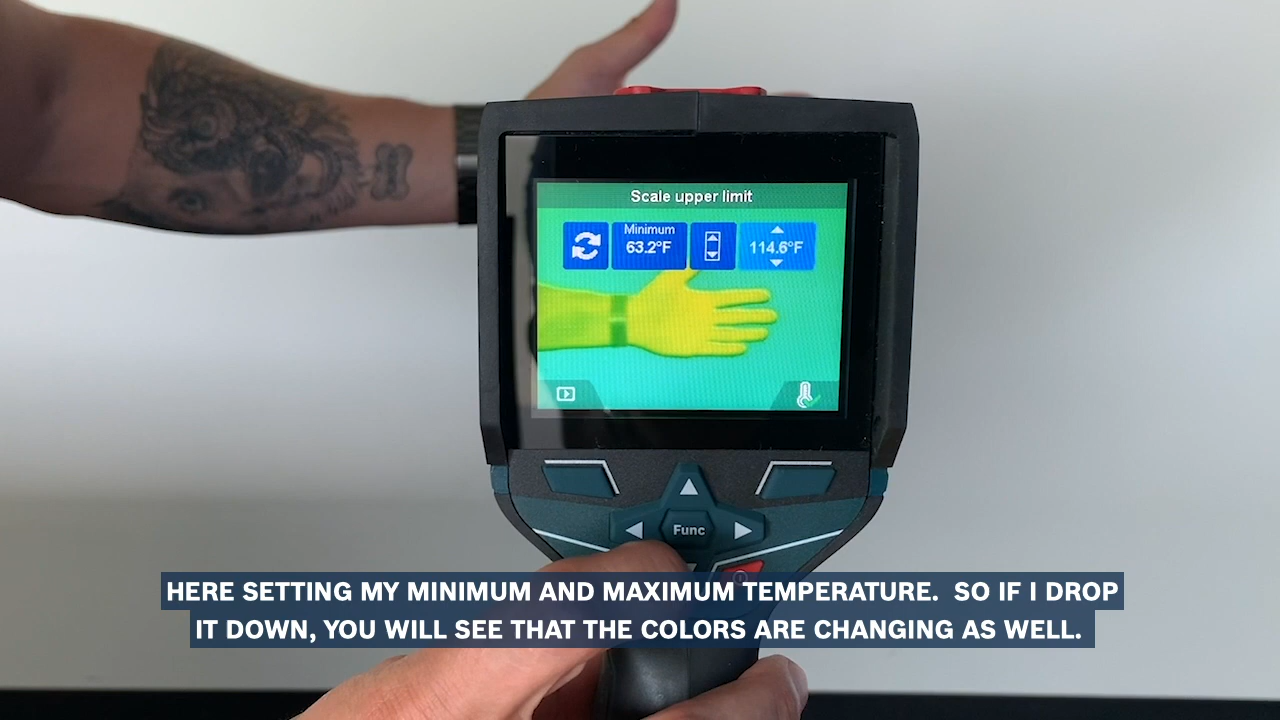 Scale upper limit
Minimum
63.2°F
114.6°F
Func
HERE SETTING MY MINIMUM AND MAXIMUM TEMPERATURE.  SO IF I DROP
IT DOWN, YOU WILL SEE THAT THE COLORS ARE CHANGING AS WELL.